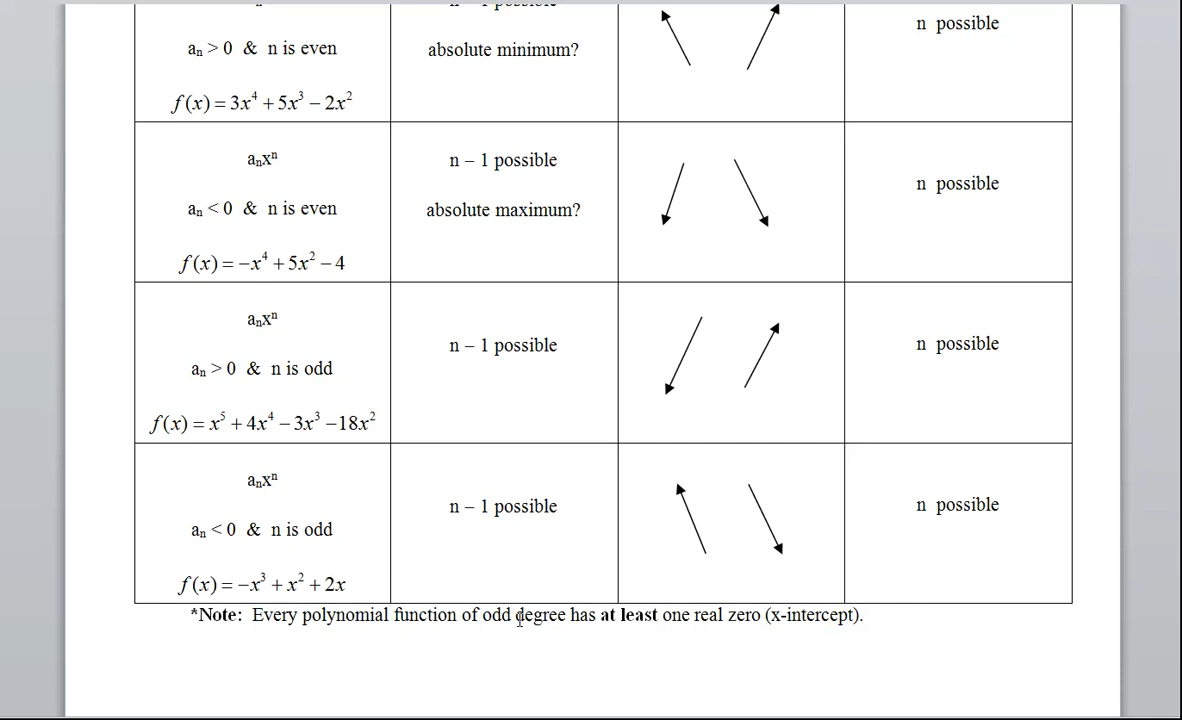 n – 1 possible
n possible
aₙ > 0 & n is even
absolute minimum?
f(x) = 3x⁴ + 5x³ − 2x²
aₙxⁿ
n – 1 possible
n possible
aₙ < 0 & n is even
absolute maximum?
f(x) = −x⁴ + 5x² − 4
aₙxⁿ
n – 1 possible
n possible
aₙ > 0 & n is odd
f(x) = x⁵ + 4x⁴ − 3x³ −18x²
aₙxⁿ
n – 1 possible
n possible
aₙ < 0 & n is odd
f(x) = −x³ + x² + 2x
*Note: Every polynomial function of odd degree has at least one real zero (x-intercept).